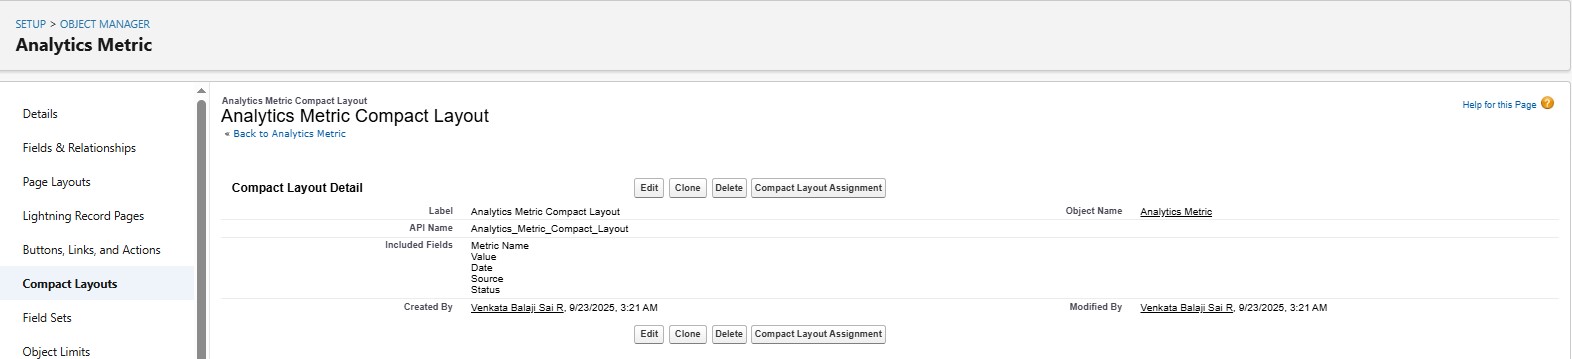 SETUP > OBJECT MANAGER
Analytics Metric
Details
Fields & Relationships
Page Layouts
Lightning Record Pages
Buttons, Links, and Actions
Compact Layouts
Field Sets
Object Limits
Analytics Metric Compact Layout
Analytics Metric Compact Layout
« Back to Analytics Metric
Help for this Page ?
Compact Layout Detail Edit Clone Delete Compact Layout Assignment
Label Analytics Metric Compact Layout Object Name Analytics Metric
API Name Analytics_Metric_Compact_Layout
Included Fields Metric Name
Value
Date
Source
Status
Created By Venkata Balaji Sai R, 9/23/2025, 3:21 AM Modified By Venkata Balaji Sai R, 9/23/2025, 3:21 AM
Edit Clone Delete Compact Layout Assignment